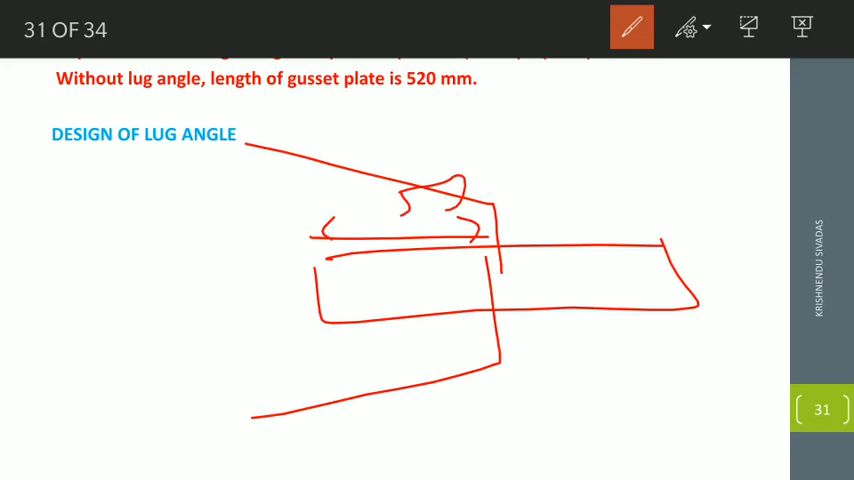 31 OF 34
Without lug angle, length of gusset plate is 520 mm.
DESIGN OF LUG ANGLE
KRISHNENDU SIVADAS
31